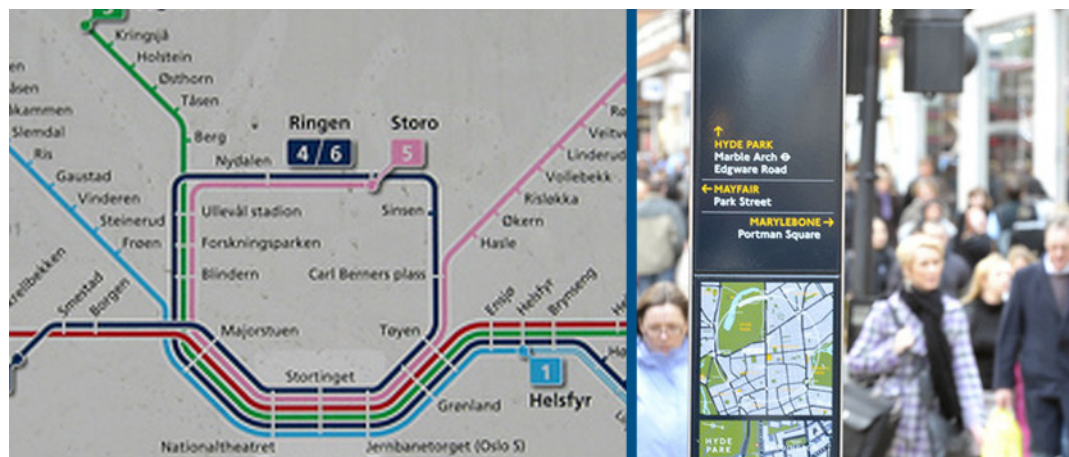 Kringsjå
Holstein
Østhorn
Tåsen
Berg
Slemdal
Ris
Gaustad
Vinderen
Steinerud
Frøen
Smestad
Borgen
Ringen
4/6
Storo
5
Nydalen
Ullevål stadion
Forskningsparken
Blindern
Sinsen
Carl Berners plass
Majorstuen
Tøyen
Stortinget
Nationaltheatret
Jernbanetorget (Oslo S)
Grønland
Linderud
Vollebekk
Risløkka
Økern
Hasle
Ensjø
Helsfyr
Brynseng
1
Helsfyr
HYDE PARK
Marble Arch
Edgware Road
MAYFAIR
Park Street
MARYLEBONE
Portman Square
HYDE
PARK